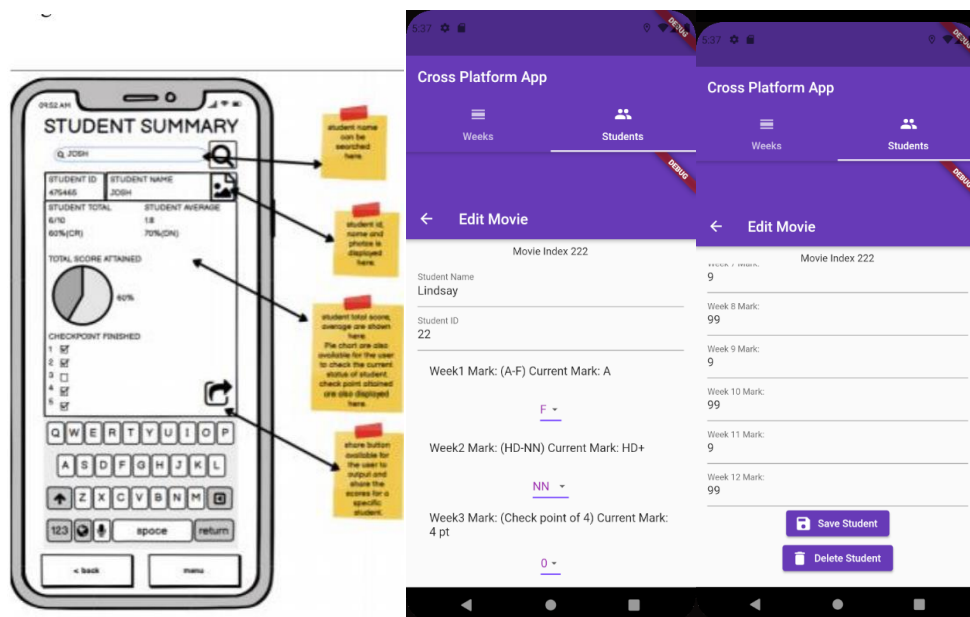 09:52 AM
STUDENT SUMMARY
JOSH
STUDENT ID
475465
STUDENT NAME
JOSH
STUDENT TOTAL
6/10
60%(CR)
STUDENT AVERAGE
1.8
70%(DN)
TOTAL SCORE ATTAINED
60%
CHECKPOINT FINISHED
1
2
3
4
5
Q W E R T Y U I O P
A S D F G H J K L
Z X C V B N M
123 space return
< back menu
student name
can be
searched
here.
student id,
name and
photos is
displayed
here.
student total score,
average are shown
here.
Pie chart are also
available for the user
to check the current
status of student.
check point attained
are also displayed
here.
share button
available for
the user to
output and
share the
scores for a
specific
student.
5:37
DEBUG
Cross Platform App
Weeks
Students
DEBUG
Edit Movie
Movie Index 222
Student Name
Lindsay
Student ID
22
Week1 Mark: (A-F) Current Mark: A
F
Week2 Mark: (HD-NN) Current Mark: HD+
NN
Week3 Mark: (Check point of 4) Current Mark:
4 pt
0
5:37
DEBUG
Cross Platform App
Weeks
Students
DEBUG
Edit Movie
Movie Index 222
Week 7 Mark:
9
Week 8 Mark:
99
Week 9 Mark:
9
Week 10 Mark:
99
Week 11 Mark:
9
Week 12 Mark:
99
Save Student
Delete Student